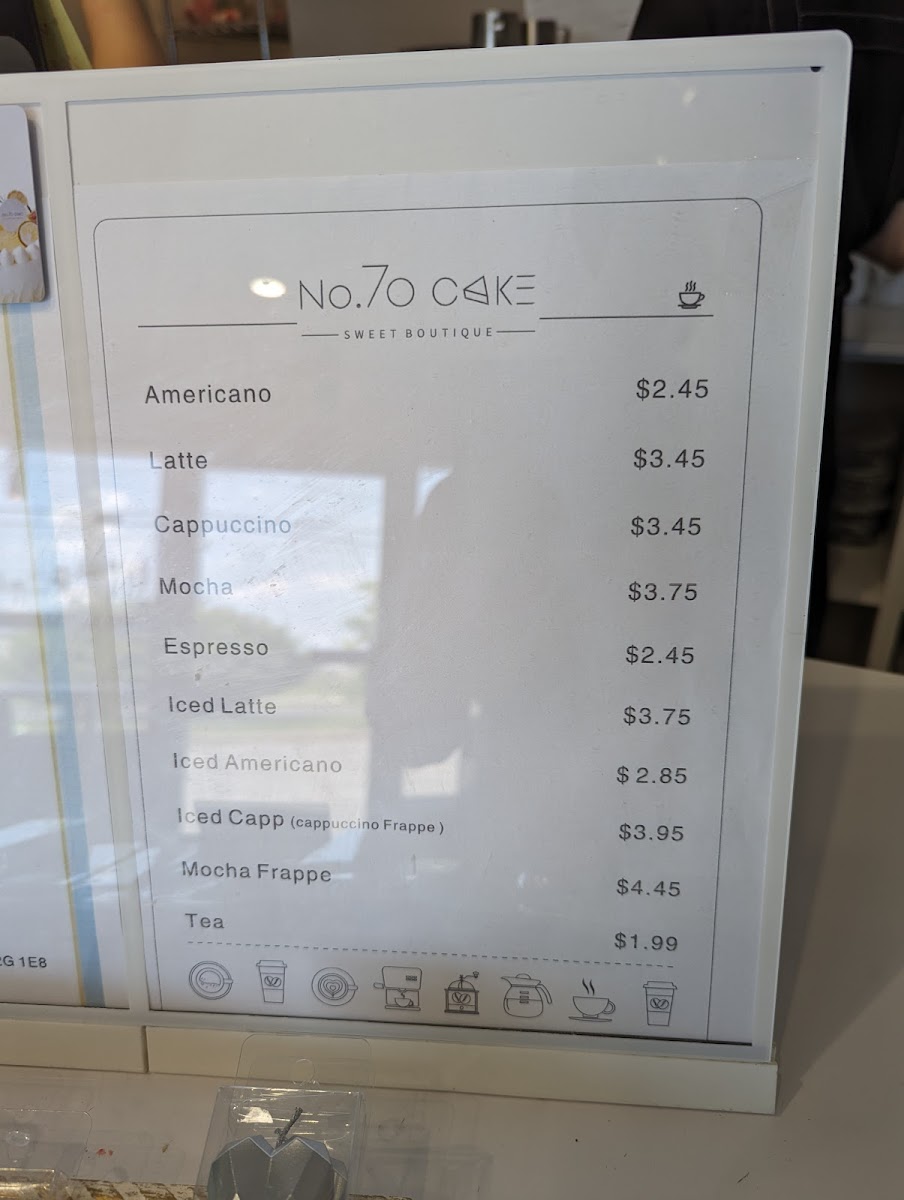 No.70 CAKE
SWEET BOUTIQUE
Americano $2.45
Latte $3.45
Cappuccino $3.45
Mocha $3.75
Espresso $2.45
Iced Latte $3.75
Iced Americano $ 2.85
Iced Capp (cappuccino Frappe ) $3.95
Mocha Frappe $4.45
Tea $1.99
G 1E8